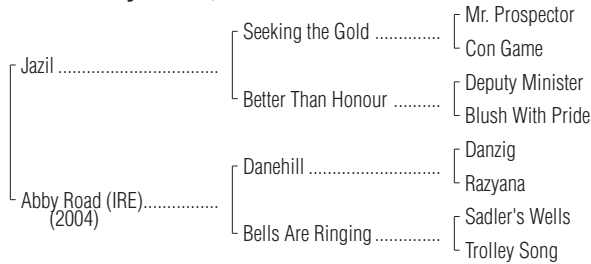 Mr. Prospector
Seeking the Gold ..............
Con Game
Jazil ..................................
Deputy Minister
Better Than Honour ..........
Blush With Pride
Danzig
Danehill ............................
Razyana
Abby Road (IRE)................
(2004)
Sadler's Wells
Bells Are Ringing..............
Trolley Song